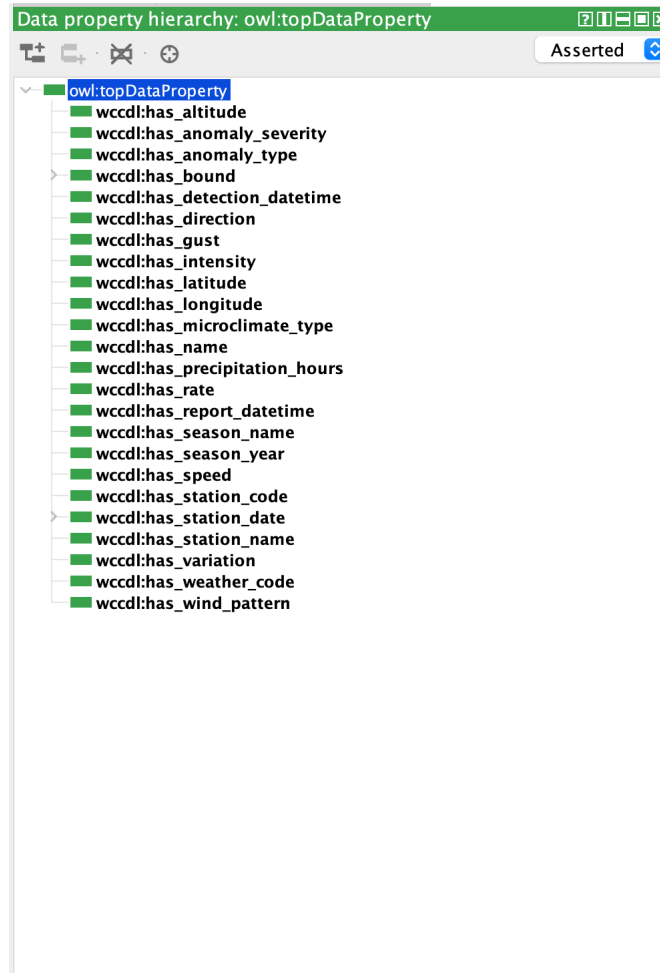 Data property hierarchy: owl:topDataProperty
Asserted
owl:topDataProperty
wccdl:has_altitude
wccdl:has_anomaly_severity
wccdl:has_anomaly_type
wccdl:has_bound
wccdl:has_detection_datetime
wccdl:has_direction
wccdl:has_gust
wccdl:has_intensity
wccdl:has_latitude
wccdl:has_longitude
wccdl:has_microclimate_type
wccdl:has_name
wccdl:has_precipitation_hours
wccdl:has_rate
wccdl:has_report_datetime
wccdl:has_season_name
wccdl:has_season_year
wccdl:has_speed
wccdl:has_station_code
wccdl:has_station_date
wccdl:has_station_name
wccdl:has_variation
wccdl:has_weather_code
wccdl:has_wind_pattern